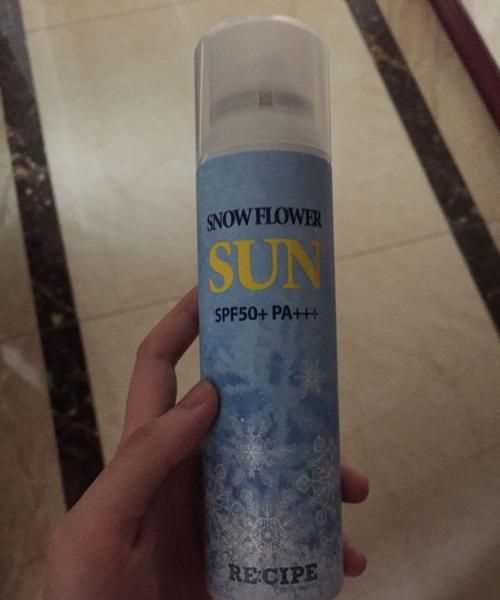 SNOW FLOWER
SUN
SPF50+ PA+++
RE:CIPE